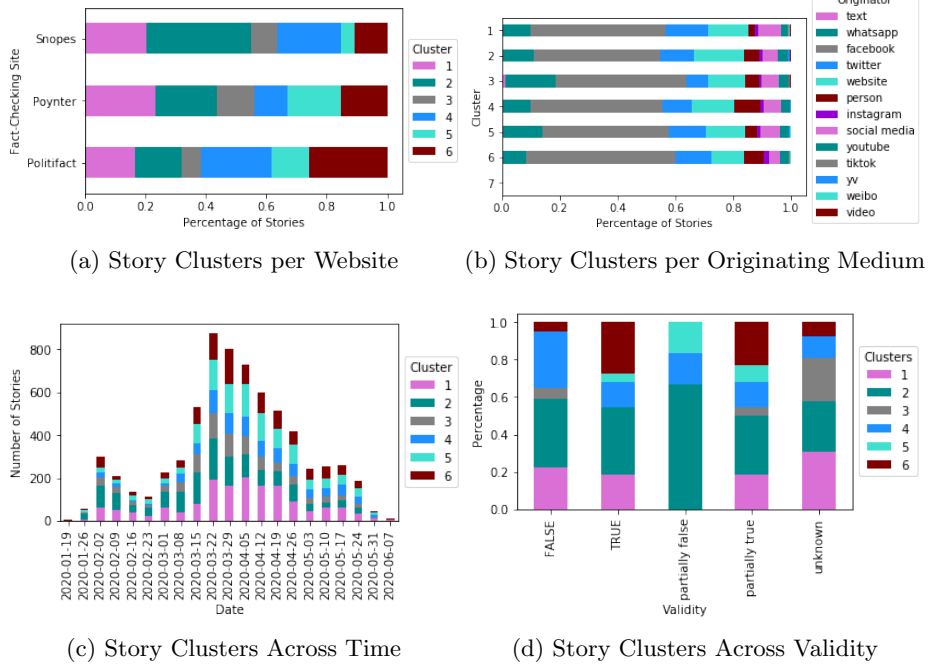 Snopes
Poynter
Politifact
Fact-Checking Site
0.0 0.2 0.4 0.6 0.8 1.0
Percentage of Stories
Cluster
1
2
3
4
5
6
(a) Story Clusters per Website
1
2
3
4
5
6
7
Cluster
0.0 0.2 0.4 0.6 0.8 1.0
Percentage of Stories
Originator
text
whatsapp
facebook
twitter
website
person
instagram
social media
youtube
tiktok
yv
weibo
video
(b) Story Clusters per Originating Medium
800
600
400
200
0
Number of Stories
2020-01-19
2020-01-26
2020-02-02
2020-02-09
2020-02-16
2020-02-23
2020-03-01
2020-03-08
2020-03-15
2020-03-22
2020-03-29
2020-04-05
2020-04-12
2020-04-19
2020-04-26
2020-05-03
2020-05-10
2020-05-17
2020-05-24
2020-05-31
2020-06-07
Date
Cluster
1
2
3
4
5
6
(c) Story Clusters Across Time
1.0
0.8
0.6
0.4
0.2
0.0
Percentage
FALSE
TRUE
partially false
partially true
unknown
Validity
Clusters
1
2
3
4
5
6
(d) Story Clusters Across Validity